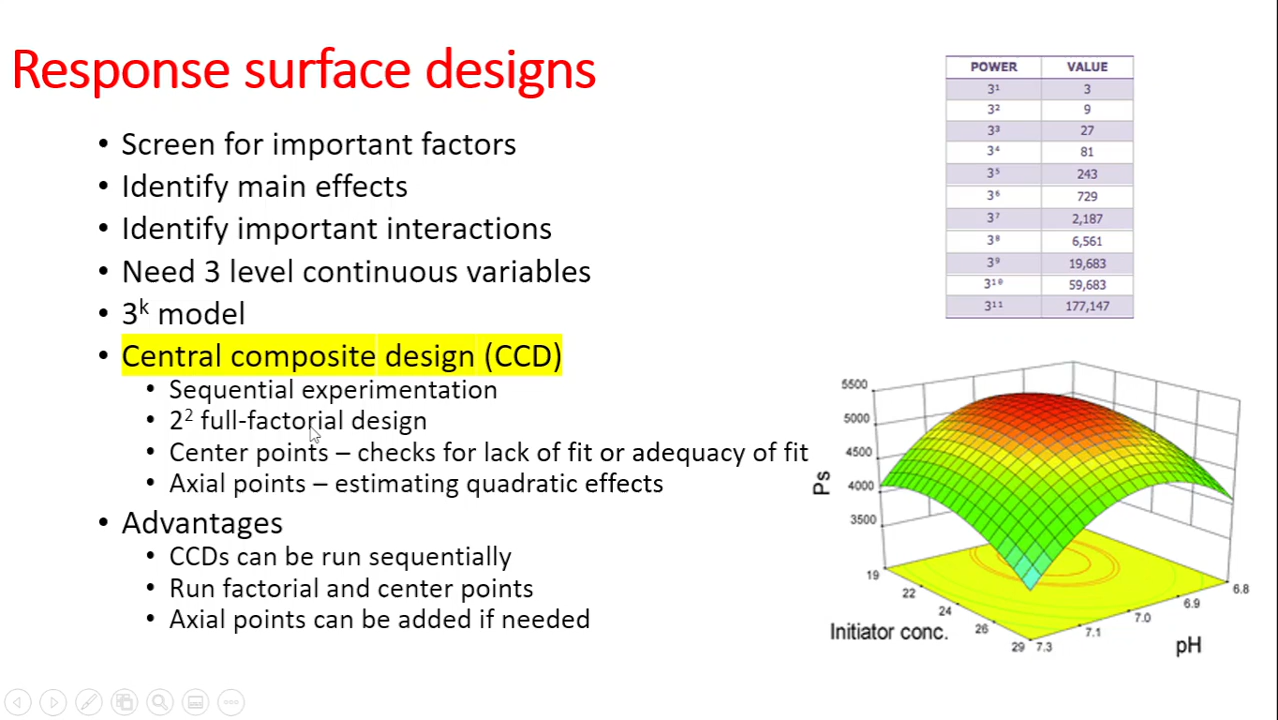 Response surface designs
• Screen for important factors
• Identify main effects
• Identify important interactions
• Need 3 level continuous variables
• 3ᵏ model
• Central composite design (CCD)
• Sequential experimentation
• 2² full-factorial design
• Center points – checks for lack of fit or adequacy of fit
• Axial points – estimating quadratic effects
• Advantages
• CCDs can be run sequentially
• Run factorial and center points
• Axial points can be added if needed
POWER VALUE
3¹ 3
3² 9
3³ 27
3⁴ 81
3⁵ 243
3⁶ 729
3⁷ 2,187
3⁸ 6,561
3⁹ 19,683
3¹⁰ 59,683
3¹¹ 177,147
5500
5000
4500
4000
3500
Ps
19
22
24
26
29
Initiator conc.
7.3
7.1
7.0
6.9
6.8
pH